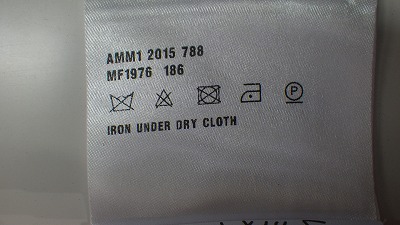 AMM1 2015 788
MF1976 186
P
IRON UNDER DRY CLOTH